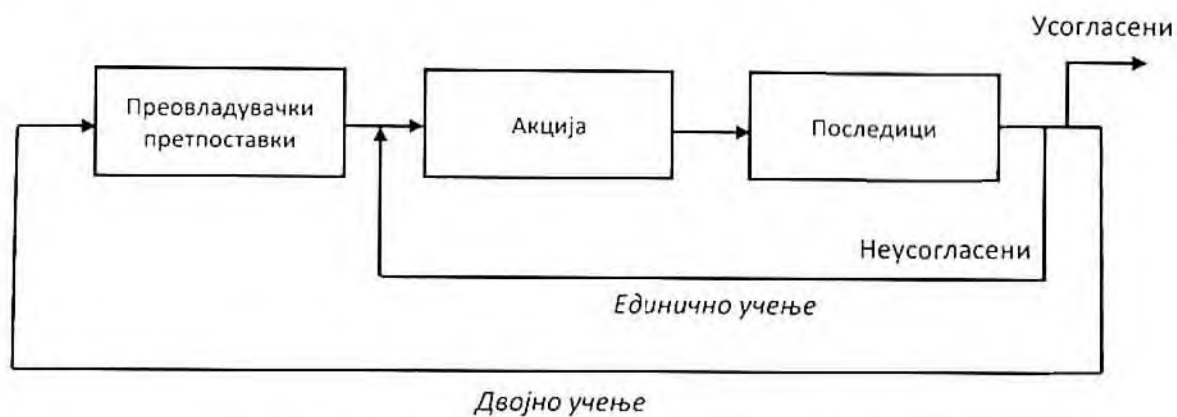 Усогласени
Преовладувачки
претпоставки
Акција
Последици
Неусогласени
Единично учење
Двојно учење